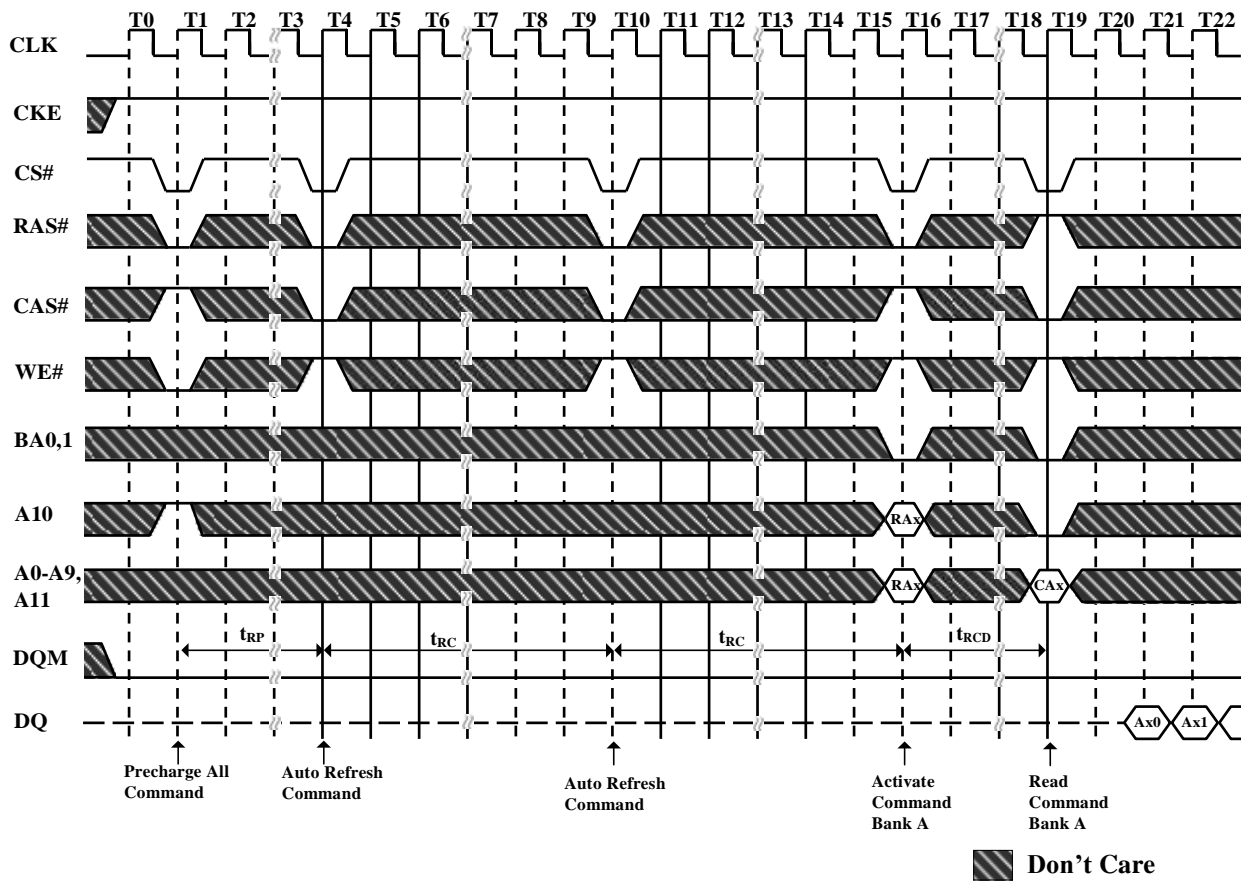 T0 T1 T2 T3 T4 T5 T6 T7 T8 T9 T10 T11 T12 T13 T14 T15 T16 T17 T18 T19 T20 T21 T22
CLK
CKE
CS#
RAS#
CAS#
WE#
BA0,1
A10
RAx
A0-A9,
A11
RAx CAx
tRP tRC tRC tRCD
DQM
DQ
Ax0 Ax1
Precharge All
Command
Auto Refresh
Command
Auto Refresh
Command
Activate
Command
Bank A
Read
Command
Bank A
Don't Care